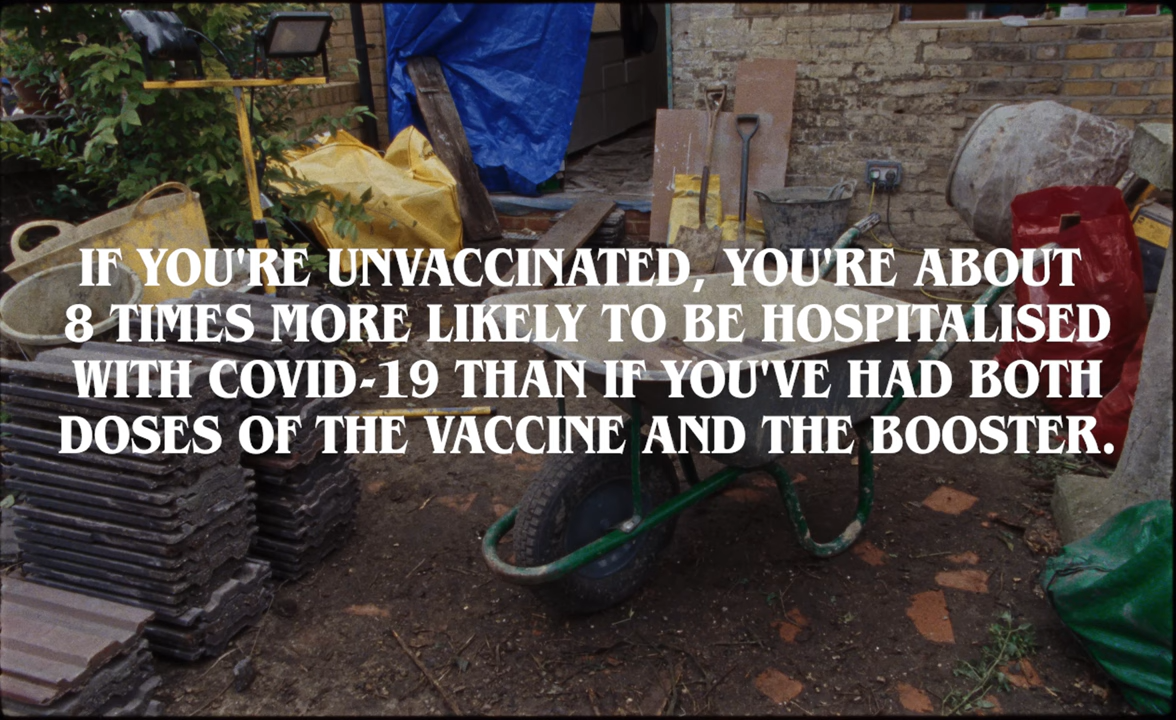 IF YOU'RE UNVACCINATED, YOU'RE ABOUT
8 TIMES MORE LIKELY TO BE HOSPITALISED
WITH COVID-19 THAN IF YOU'VE HAD BOTH
DOSES OF THE VACCINE AND THE BOOSTER.